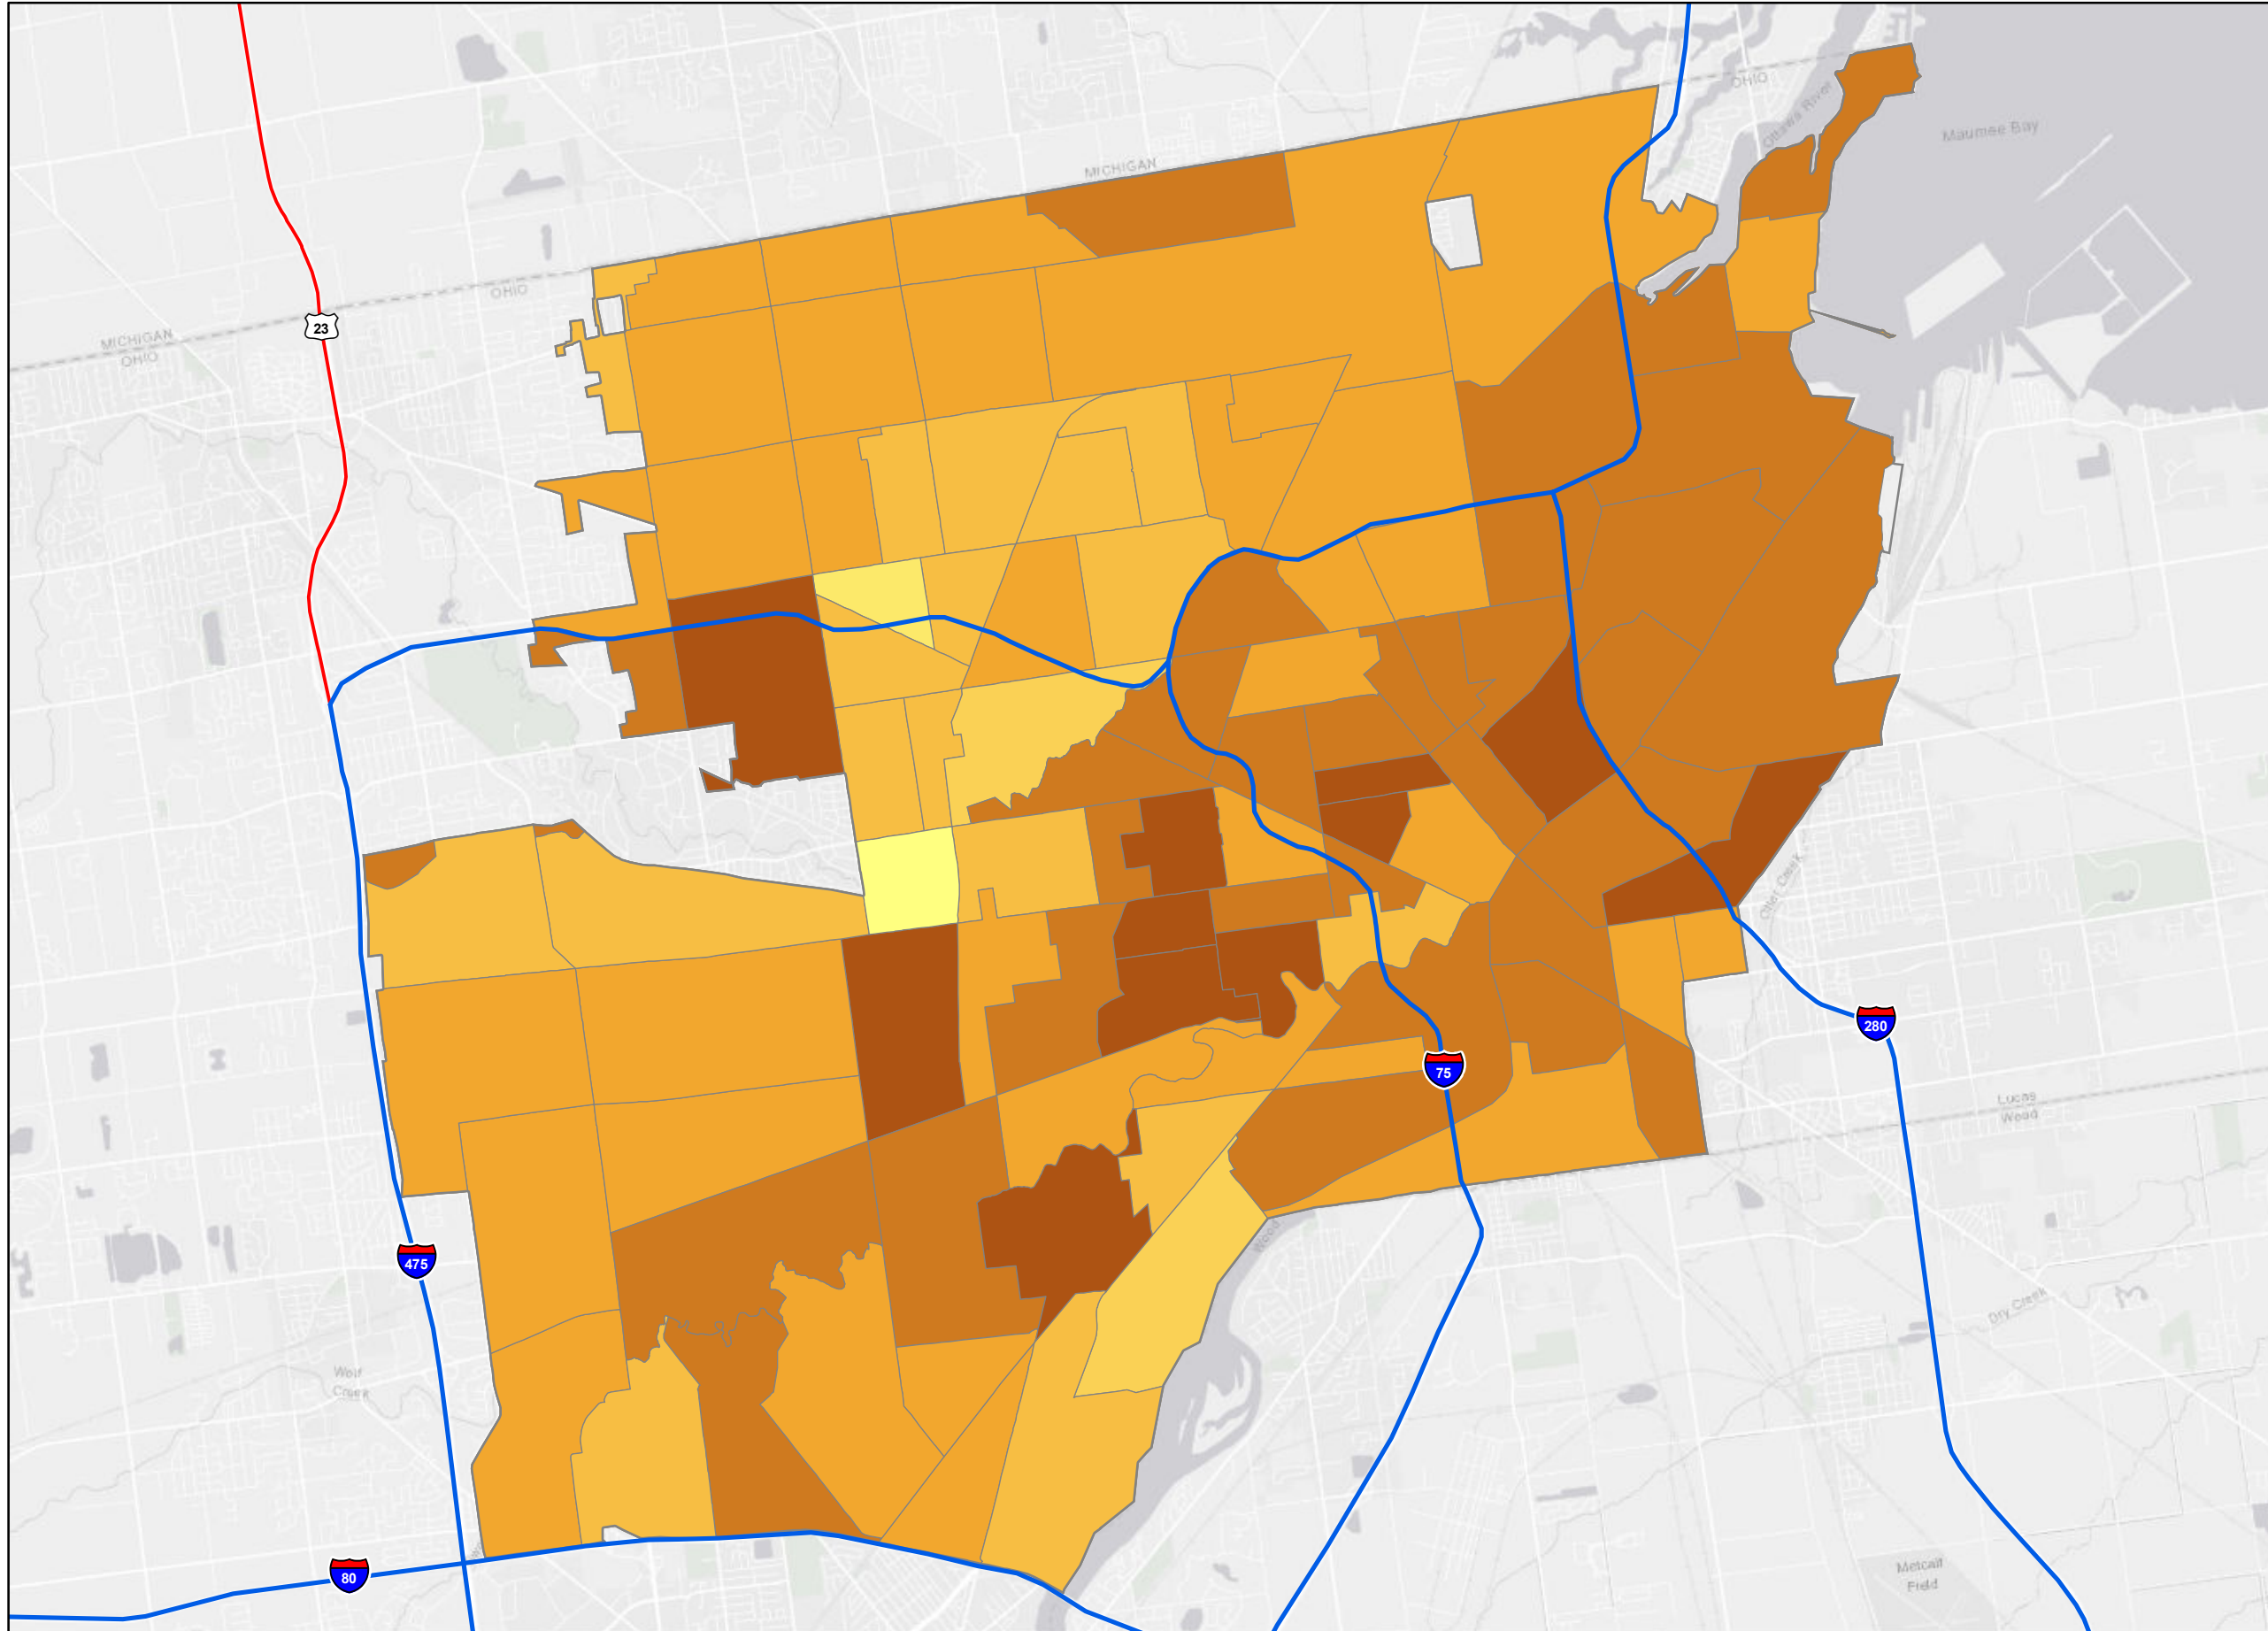 OHIO
Ottawa River
Maumee Bay
MICHIGAN
OHIO
23
MICHIGAN
OHIO
Otter Creek
280
75
Lucas
Wood
Wood
475
Dry Creek
Wolf
Creek
80
Metcalf
Field